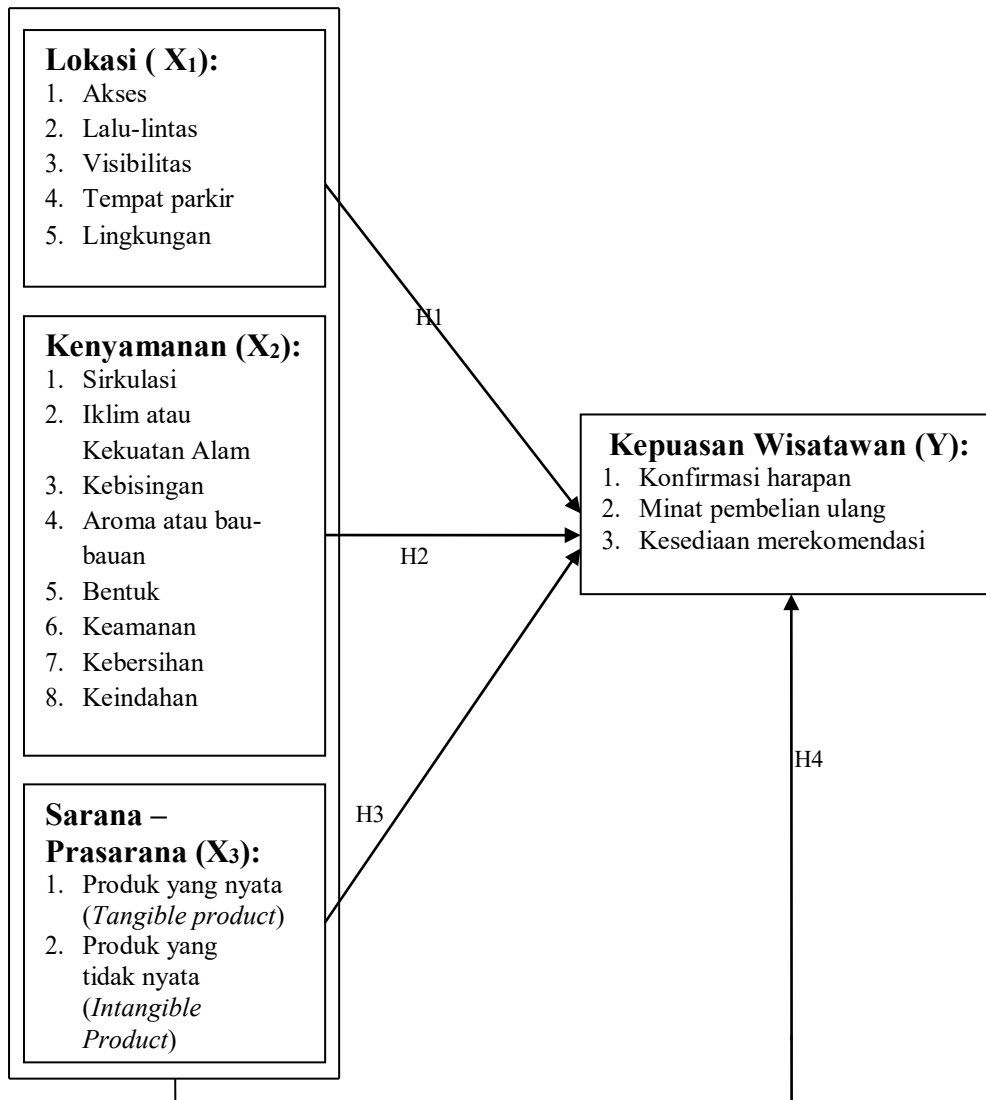 Lokasi ( X₁):
1. Akses
2. Lalu-lintas
3. Visibilitas
4. Tempat parkir
5. Lingkungan
H1
Kenyamanan (X₂):
1. Sirkulasi
2. Iklim atau
Kekuatan Alam
3. Kebisingan
4. Aroma atau bau-
bauan
5. Bentuk
6. Keamanan
7. Kebersihan
8. Keindahan
H2
Kepuasan Wisatawan (Y):
1. Konfirmasi harapan
2. Minat pembelian ulang
3. Kesediaan merekomendasi
H4
H3
Sarana –
Prasarana (X₃):
1. Produk yang nyata
(Tangible product)
2. Produk yang
tidak nyata
(Intangible
Product)